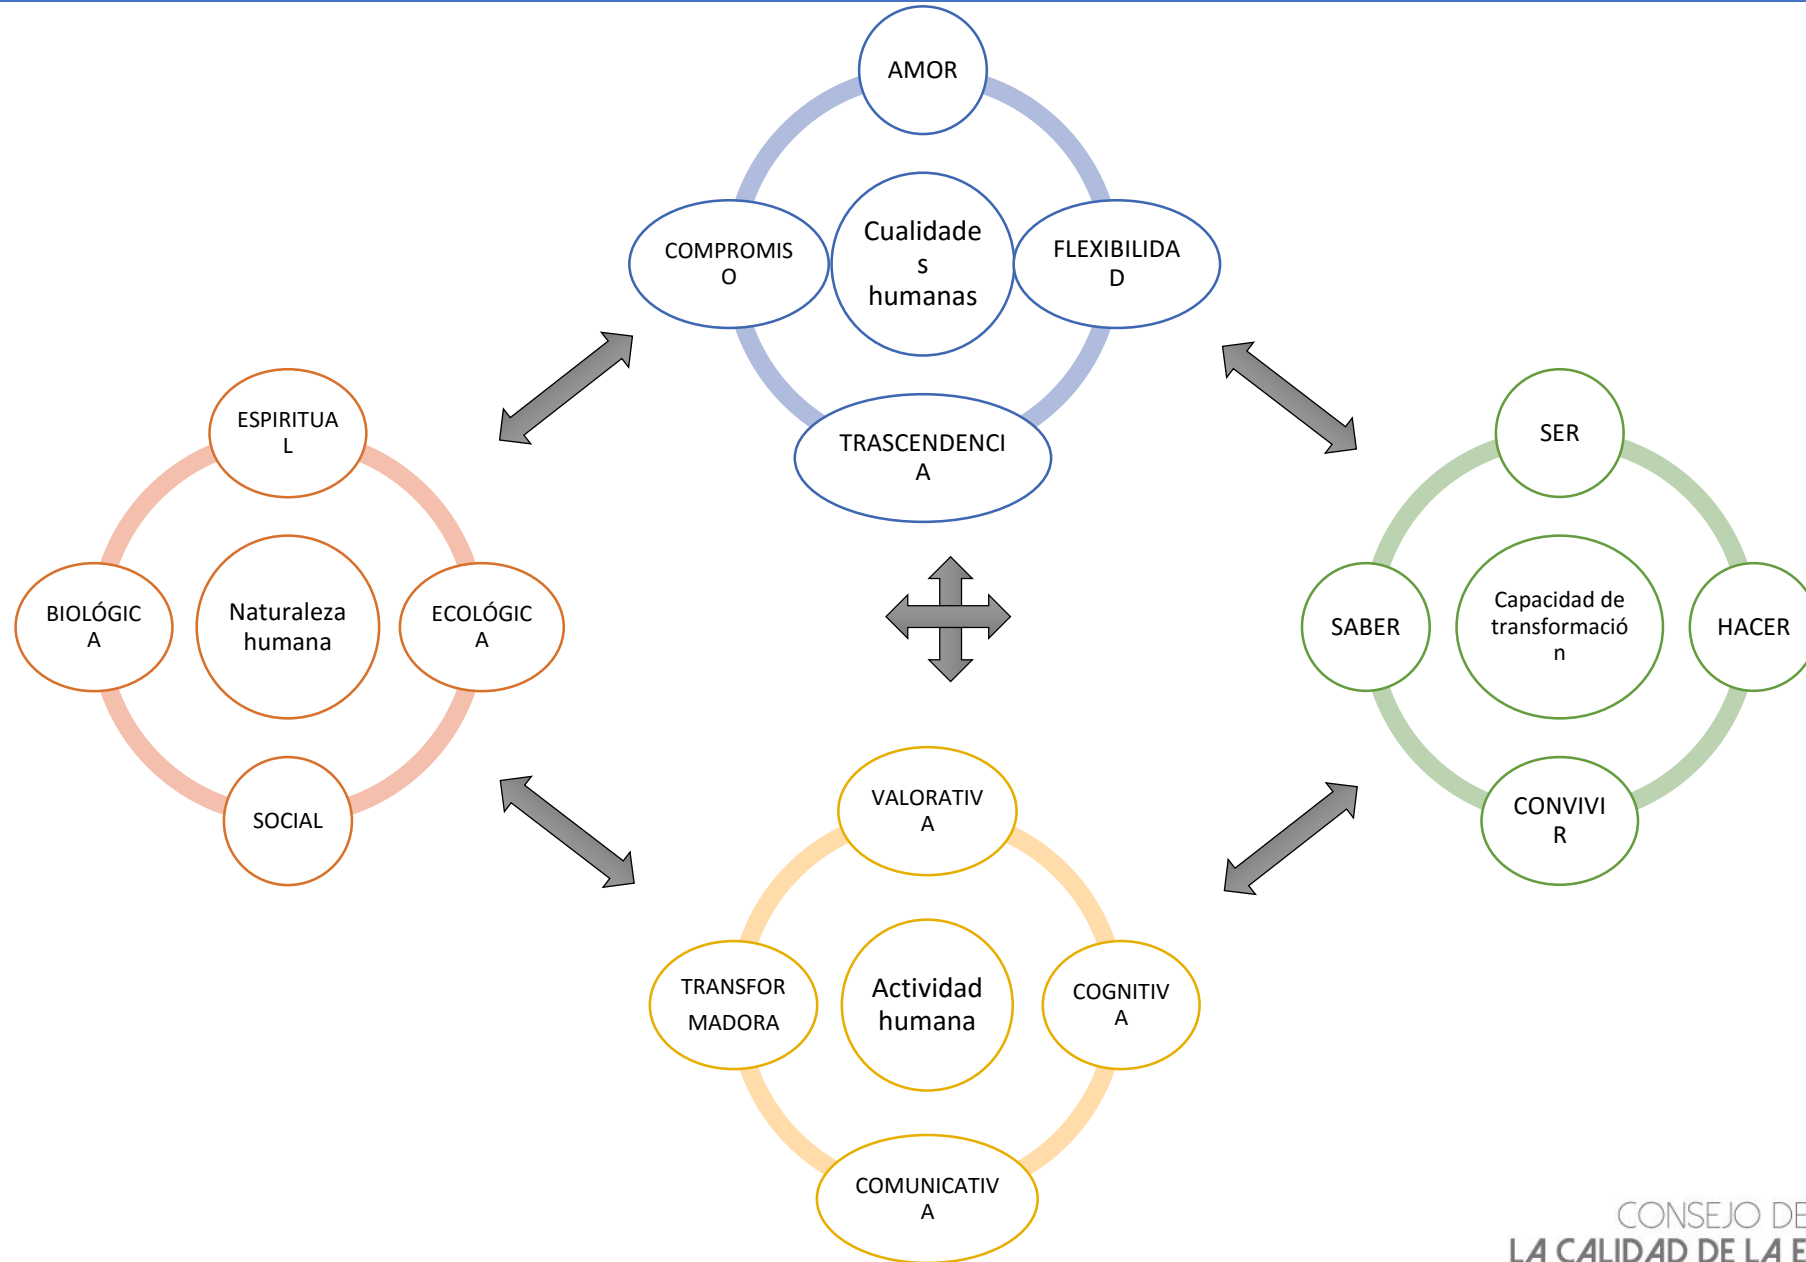 AMOR
COMPROMIS
O
Cualidade
s
humanas
FLEXIBILIDA
D
TRASCENDENCI
A
ESPIRITUA
L
BIOLÓGIC
A
Naturaleza
humana
ECOLÓGIC
A
SOCIAL
SER
SABER
Capacidad de
transformació
n
HACER
CONVIVI
R
VALORATIV
A
TRANSFOR
MADORA
Actividad
humana
COGNITIV
A
COMUNICATIV
A
CONSEJO DE
LA CALIDAD DE LA E